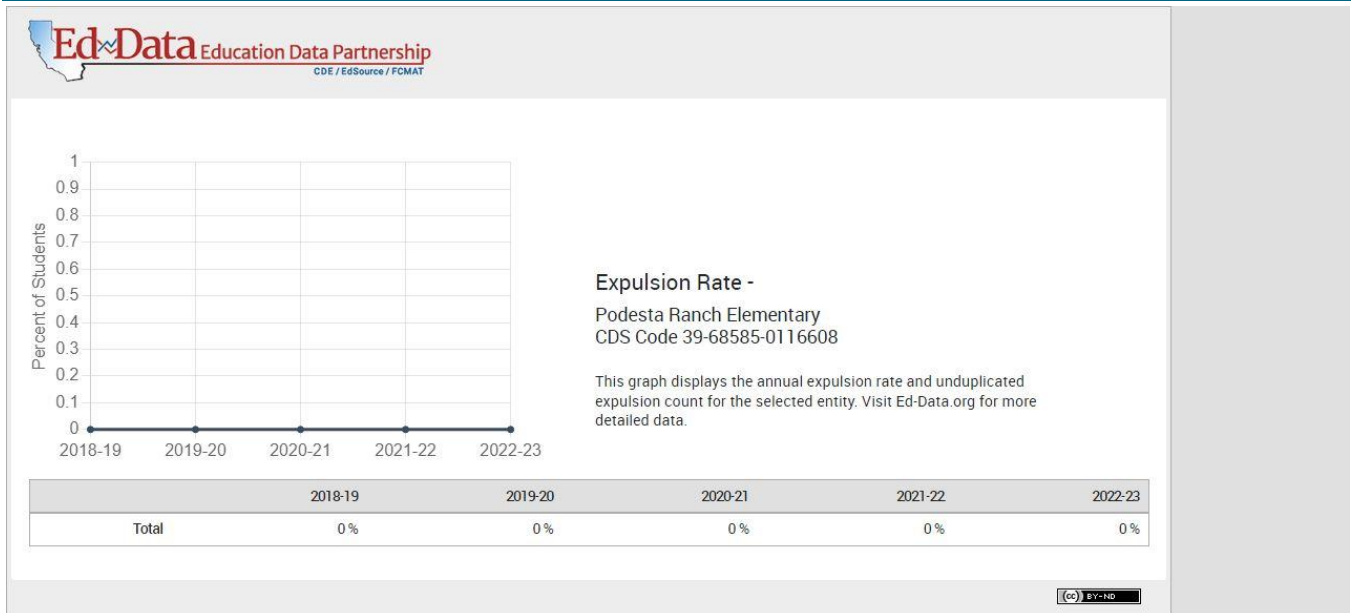 Ed Data Education Data Partnership
CDE / EdSource / FCMAT
1
0.9
0.8
0.7
0.6
0.5
0.4
0.3
0.2
0.1
0
Percent of Students
2018-19 2019-20 2020-21 2021-22 2022-23
Expulsion Rate -
Podesta Ranch Elementary
CDS Code 39-68585-0116608
This graph displays the annual expulsion rate and unduplicated
expulsion count for the selected entity. Visit Ed-Data.org for more
detailed data.
2018-19 2019-20 2020-21 2021-22 2022-23
Total 0 % 0 % 0 % 0 % 0 %
(cc) BY-ND